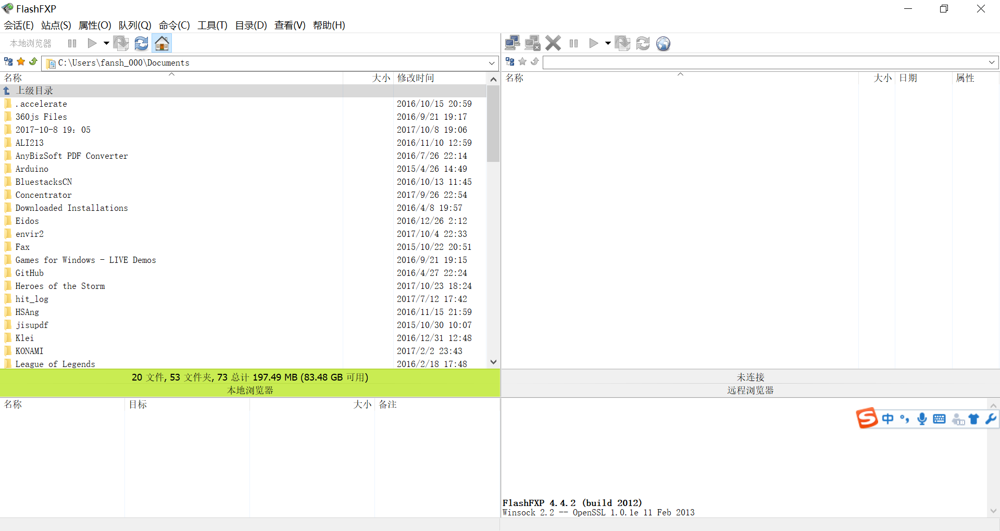 FlashFXP
会话(E) 站点(S) 属性(O) 队列(Q) 命令(C) 工具(T) 目录(D) 查看(V) 帮助(H)
本地浏览器
C:\Users\fansh_000\Documents
名称 大小 修改时间
上级目录
.accelerate 2016/10/15 20:59
360js Files 2016/9/21 19:17
2017-10-8 19：05 2017/10/8 19:06
ALI213 2016/11/10 12:59
AnyBizSoft PDF Converter 2016/7/26 22:14
Arduino 2015/4/26 14:49
BluestacksCN 2016/10/13 11:45
Concentrator 2017/9/26 22:54
Downloaded Installations 2016/4/8 19:57
Eidos 2016/12/26 2:12
envir2 2017/10/4 22:33
Fax 2015/10/22 20:51
Games for Windows - LIVE Demos 2016/9/21 19:15
GitHub 2016/4/27 22:24
Heroes of the Storm 2017/10/23 18:24
hit_log 2017/7/12 17:42
HSAng 2016/11/15 21:59
jisupdf 2015/10/30 10:07
Klei 2016/12/31 12:48
KONAMI 2017/2/2 23:43
League of Legends 2016/2/18 17:48
20 文件, 53 文件夹, 73 总计 197.49 MB (83.48 GB 可用)
本地浏览器
名称 大小 日期 属性
未连接
远程浏览器
名称 目标 大小 备注
S 中 °,
FlashFXP 4.4.2 (build 2012)
Winsock 2.2 -- OpenSSL 1.0.1e 11 Feb 2013